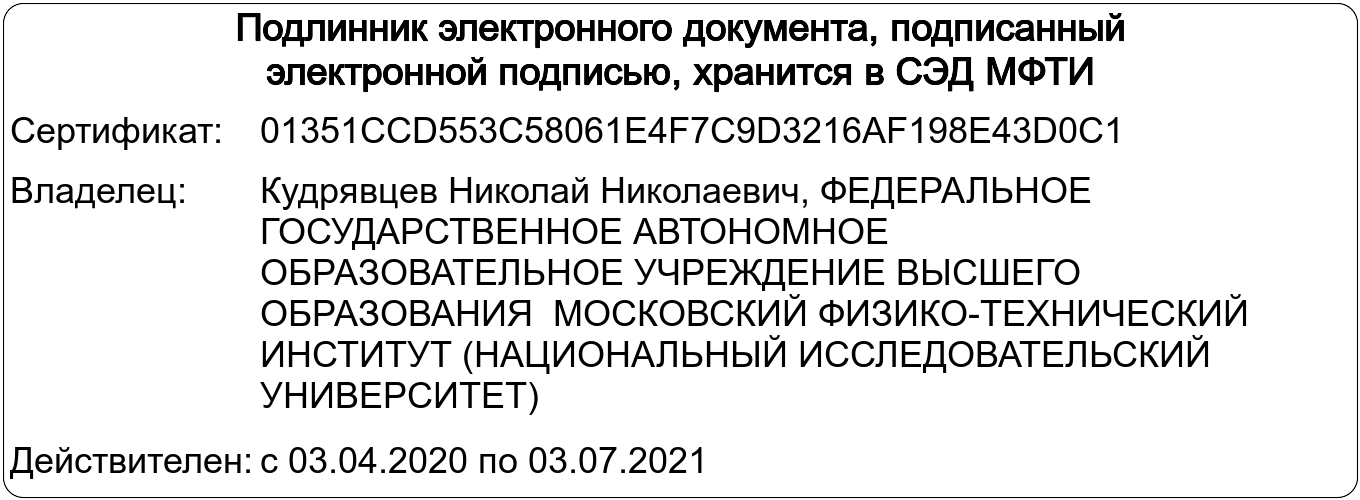 Подлинник электронного документа, подписанный
электронной подписью, хранится в СЭД МФТИ
Сертификат: 01351CCD553C58061E4F7C9D3216AF198E43D0C1
Владелец: Кудрявцев Николай Николаевич, ФЕДЕРАЛЬНОЕ
ГОСУДАРСТВЕННОЕ АВТОНОМНОЕ
ОБРАЗОВАТЕЛЬНОЕ УЧРЕЖДЕНИЕ ВЫСШЕГО
ОБРАЗОВАНИЯ  МОСКОВСКИЙ ФИЗИКО-ТЕХНИЧЕСКИЙ
ИНСТИТУТ (НАЦИОНАЛЬНЫЙ ИССЛЕДОВАТЕЛЬСКИЙ
УНИВЕРСИТЕТ)
Действителен: с 03.04.2020 по 03.07.2021